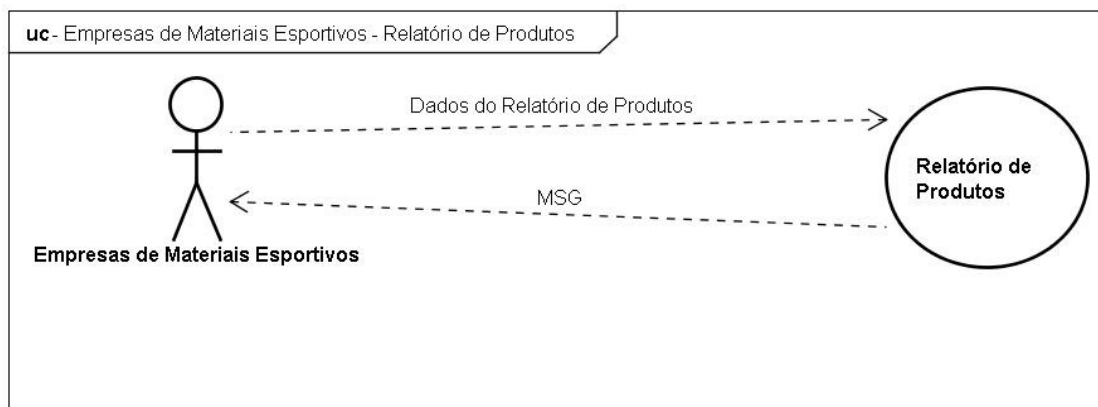 uc - Empresas de Materiais Esportivos - Relatório de Produtos
Dados do Relatório de Produtos
Relatório de
Produtos
MSG
Empresas de Materiais Esportivos